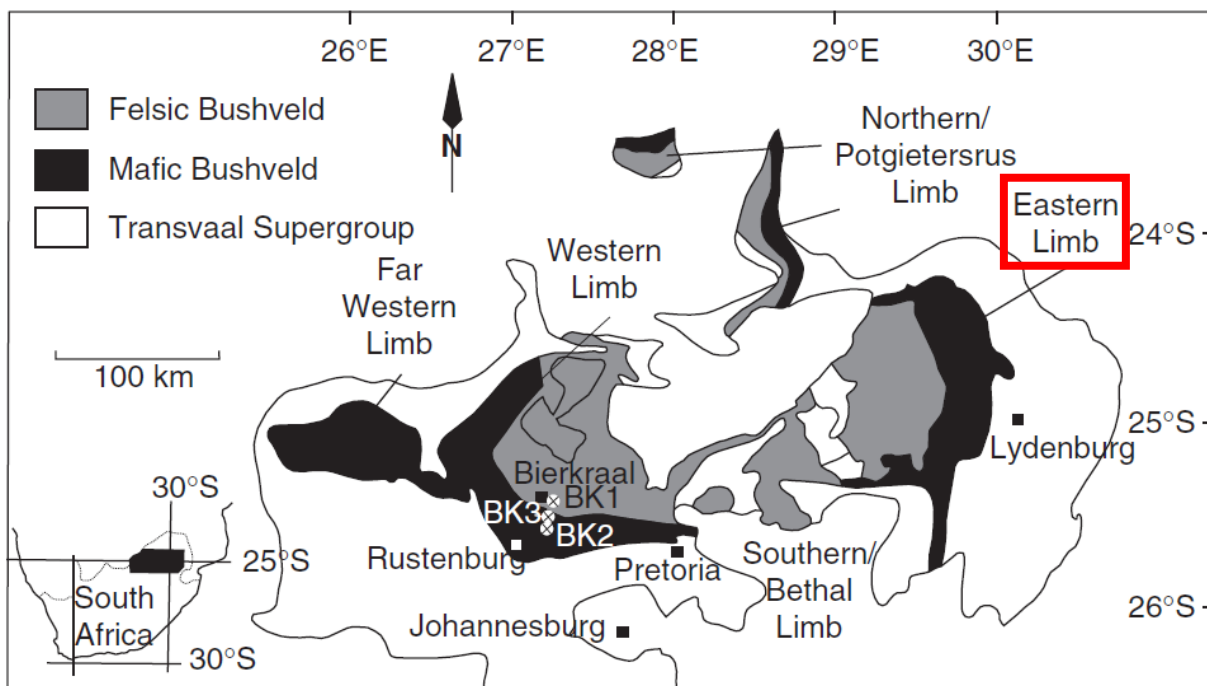 26°E
27°E
28°E
29°E
30°E
Felsic Bushveld
Mafic Bushveld
Transvaal Supergroup
N
Northern/
Potgietersrus
Limb
Eastern
Limb
24°S
Western
Limb
Far
Western
Limb
100 km
25°S
Lydenburg
Bierkraal
BK1
BK3
BK2
Rustenburg
Pretoria
Southern/
Bethal
Limb
Johannesburg
26°S
30°S
25°S
South
Africa
30°S